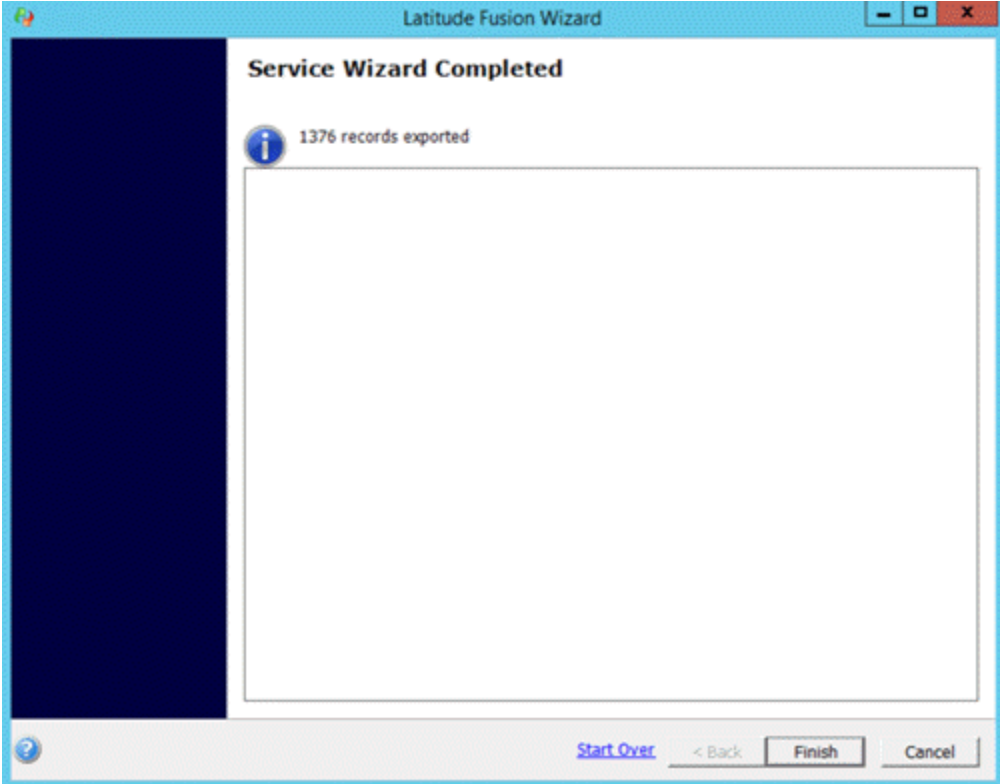 Latitude Fusion Wizard
Service Wizard Completed
1376 records exported
Start Over < Back Finish Cancel